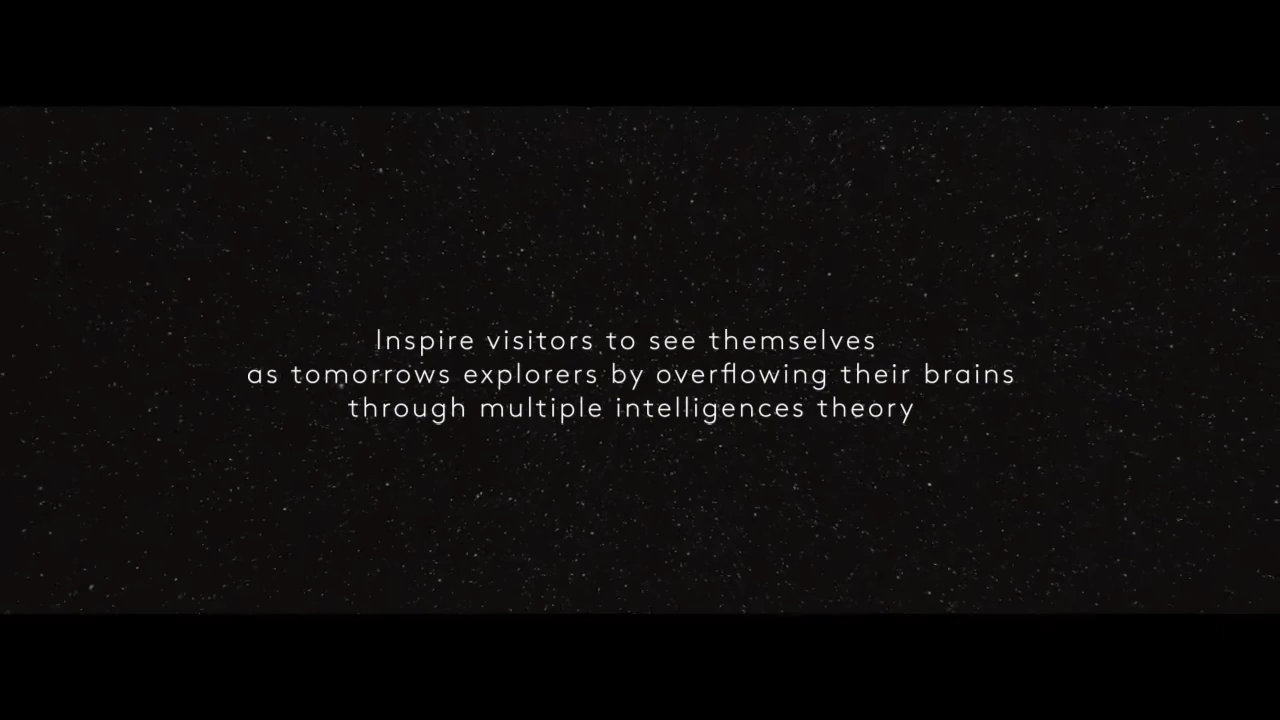 Inspire visitors to see themselves
as tomorrows explorers by overflowing their brains
through multiple intelligences theory